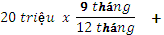 20 triệu x 9 tháng / 12 tháng +